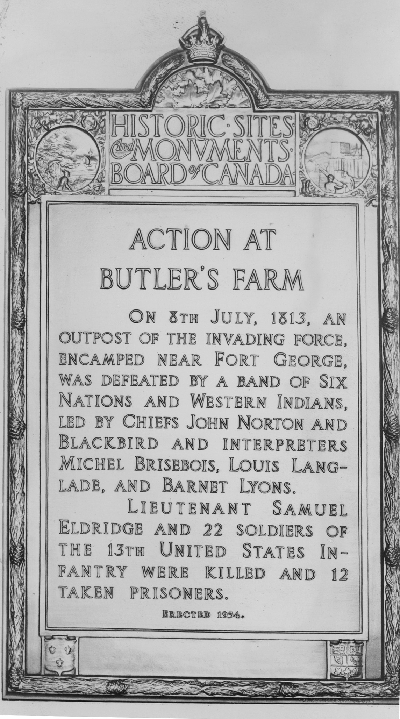 HISTORIC·SITES
and MONVMENTS·
BOARD of CANADA
ACTION AT
BUTLER'S FARM
ON 8TH JULY, 1813, AN
OUTPOST OF THE INVADING FORCE,
ENCAMPED NEAR FORT GEORGE,
WAS DEFEATED BY A BAND OF SIX
NATIONS AND WESTERN INDIANS,
LED BY CHIEFS JOHN NORTON AND
BLACKBIRD AND INTERPRETERS
MICHEL BRISEBOIS, LOUIS LANG-
LADE, AND BARNET LYONS.
LIEUTENANT SAMUEL
ELDRIDGE AND 22 SOLDIERS OF
THE 13TH UNITED STATES IN-
FANTRY WERE KILLED AND 12
TAKEN PRISONERS.
ERECTED 1934.